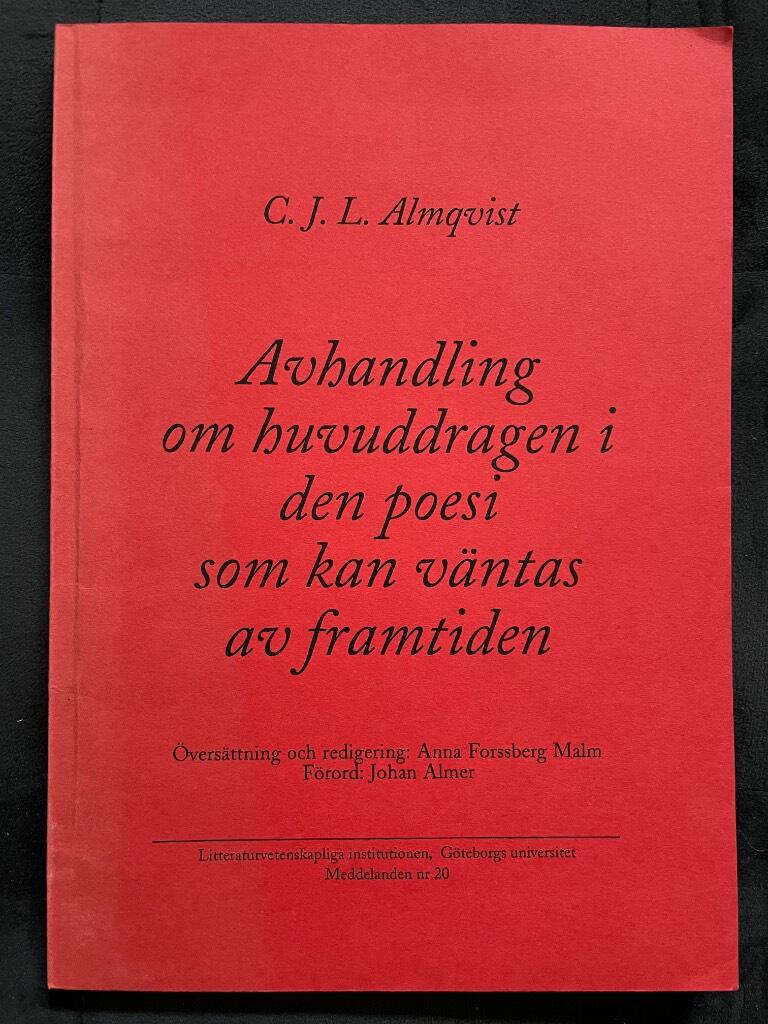 C. J. L. Almqvist
Avhandling
om huvuddragen i
den poesi
som kan väntas
av framtiden
Översättning och redigering: Anna Forssberg Malm
Förord: Johan Almer
Litteraturvetenskapliga institutionen, Göteborgs universitet
Meddelanden nr 20